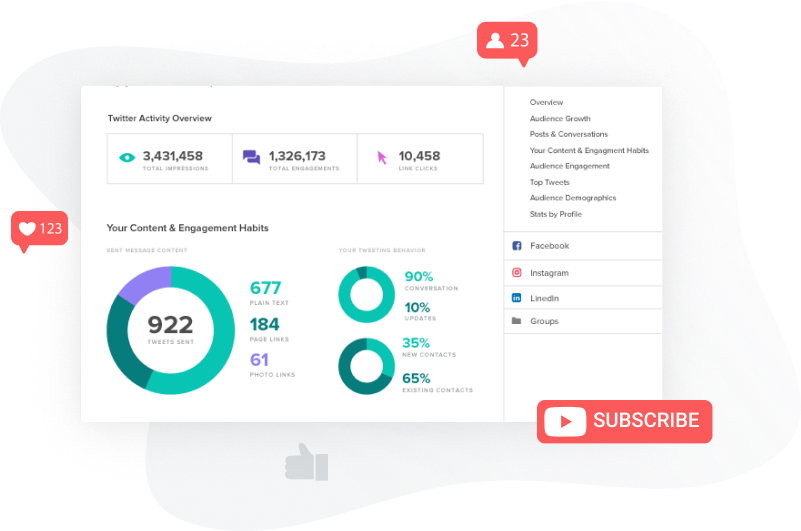 23
Twitter Activity Overview
3,431,458
TOTAL IMPRESSIONS
1,326,173
TOTAL ENGAGEMENTS
10,458
LINK CLICKS
123
Your Content & Engagement Habits
SENT MESSAGE CONTENT
922
TWEETS SENT
677
PLAIN TEXT
184
PAGE LINKS
61
PHOTO LINKS
YOUR TWEETING BEHAVIOR
90%
CONVERSATION
10%
UPDATES
35%
NEW CONTACTS
65%
EXISTING CONTACTS
Overview
Audience Growth
Posts & Conversations
Your Content & Engagment Habits
Audience Engagement
Top Tweets
Audience Demographics
Stats by Profile
Facebook
Instagram
in
LinedIn
Groups
SUBSCRIBE